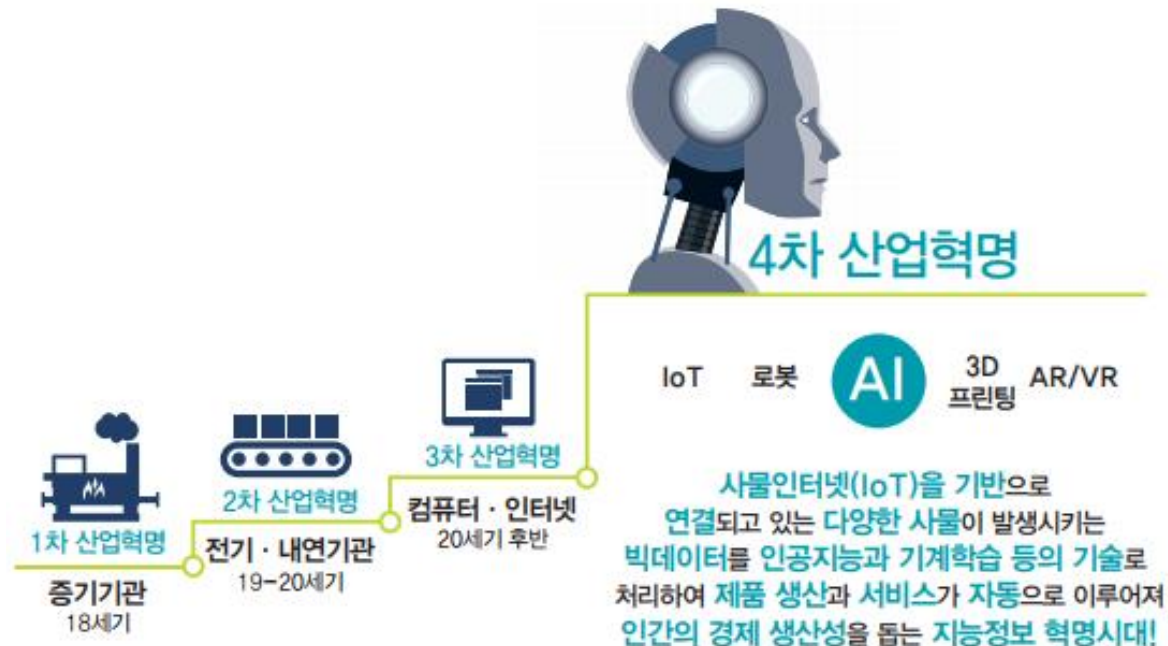 1차 산업혁명
증기기관
18세기
2차 산업혁명
전기 · 내연기관
19-20세기
3차 산업혁명
컴퓨터 · 인터넷
20세기 후반
4차 산업혁명
IoT 로봇 AI 3D 프린팅 AR/VR
사물인터넷(IoT)을 기반으로
연결되고 있는 다양한 사물이 발생시키는
빅데이터를 인공지능과 기계학습 등의 기술로
처리하여 제품 생산과 서비스가 자동으로 이루어져
인간의 경제 생산성을 돕는 지능정보 혁명시대!